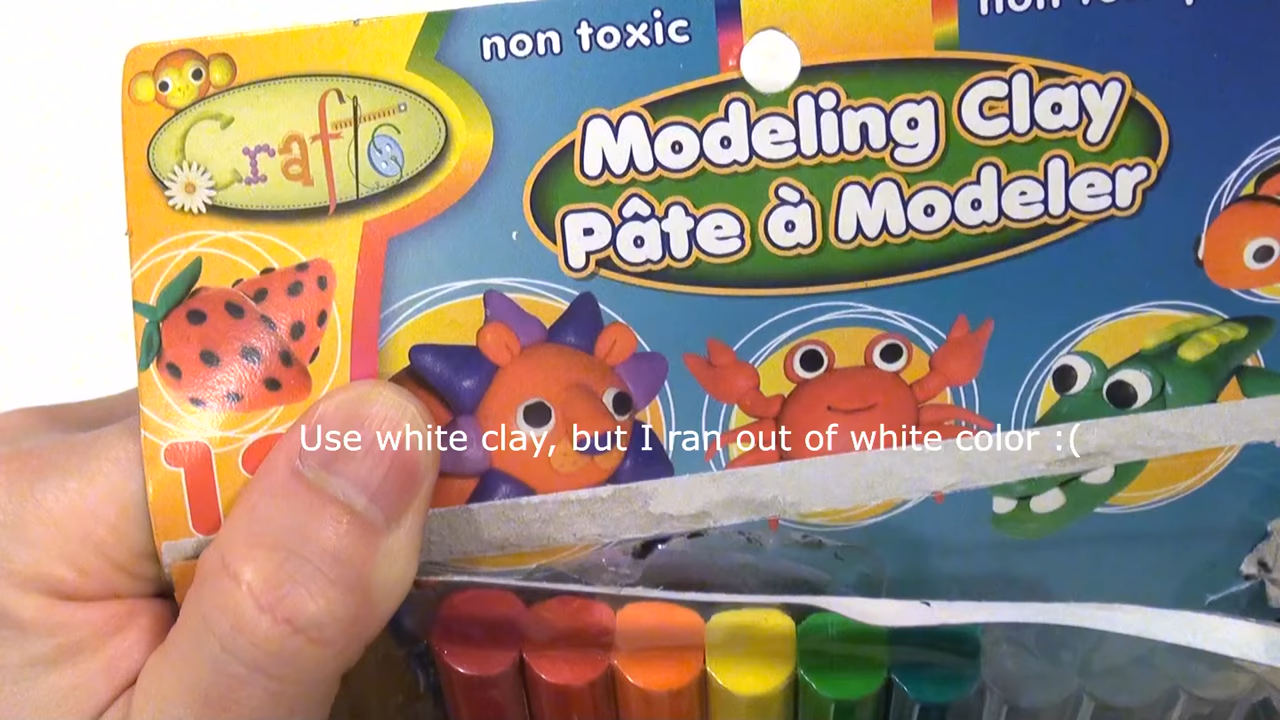 non toxic
Crafts
Modeling Clay
Pâte à Modeler
Use white clay, but I ran out of white color :(